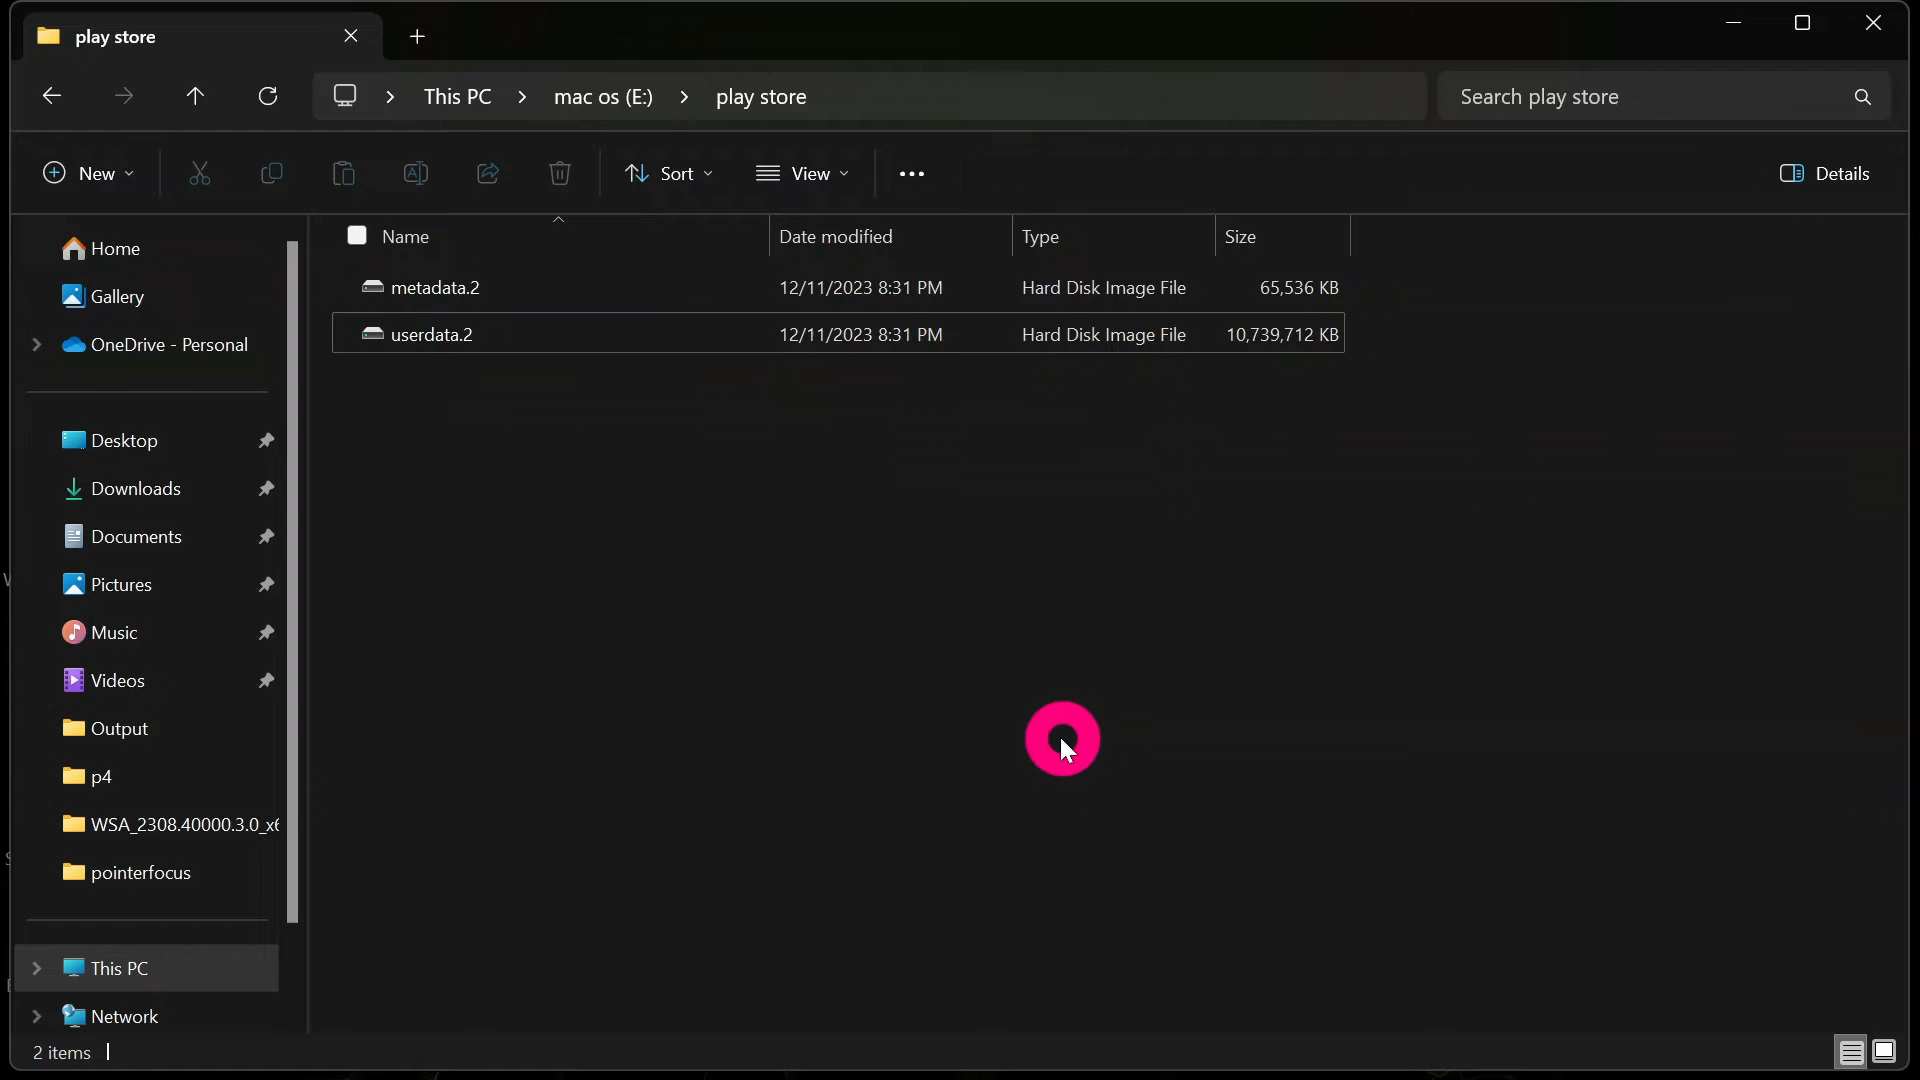 play store
This PC
mac os (E:)
play store
Search play store
New
Sort
View
Details
Name
Date modified
Type
Size
metadata.2
12/11/2023 8:31 PM
Hard Disk Image File
65,536 KB
userdata.2
12/11/2023 8:31 PM
Hard Disk Image File
10,739,712 KB
Home
Gallery
OneDrive - Personal
Desktop
Downloads
Documents
Pictures
Music
Videos
Output
p4
WSA_2308.40000.3.0_x6
pointerfocus
This PC
Network
2 items